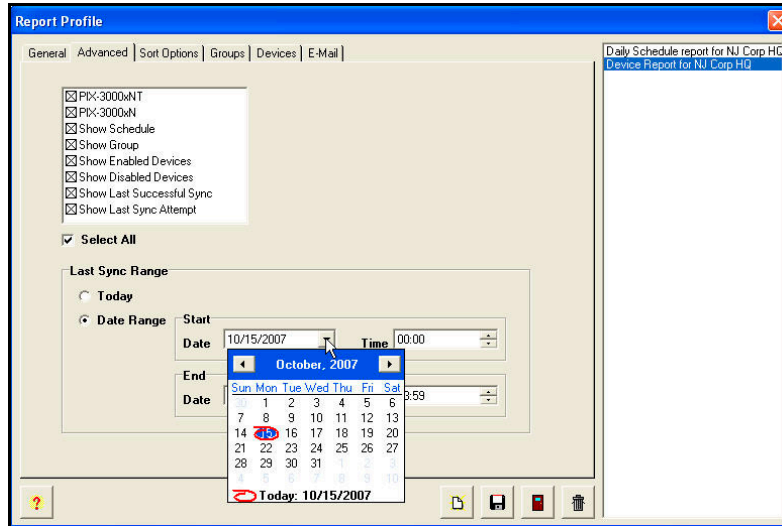 Report Profile
General Advanced Sort Options Groups Devices E-Mail
Daily Schedule report for NJ Corp HQ
Device Report for NJ Corp HQ
PIX-3000xNT
PIX-3000xN
Show Schedule
Show Group
Show Enabled Devices
Show Disabled Devices
Show Last Successful Sync
Show Last Sync Attempt
Select All
Last Sync Range
Today
Date Range
Start
Date 10/15/2007 Time 00:00
October, 2007
End
Date 3:59
Sun Mon Tue Wed Thu Fri Sat
30 1 2 3 4 5 6
7 8 9 10 11 12 13
14 15 16 17 18 19 20
21 22 23 24 25 26 27
28 29 30 31 1 2 3
4 5 6 7 8 9 10
Today: 10/15/2007
?